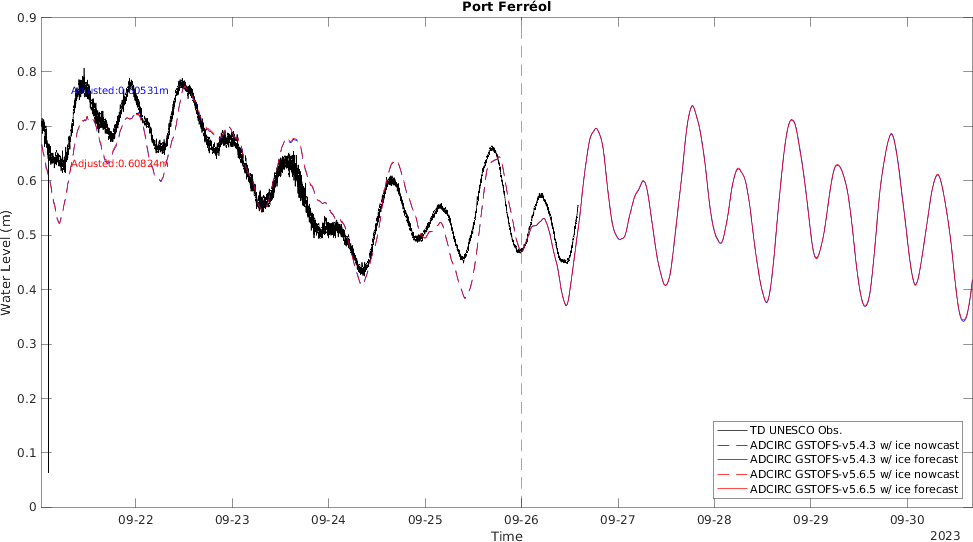 Port Ferréol
0.9
0.8
0.7
0.6
0.5
0.4
0.3
0.2
0.1
0
Water Level (m)
Adjusted:0.60531m
Adjusted:0.60824m
09-22
09-23
09-24
09-25
09-26
09-27
09-28
09-29
09-30
Time
2023
TD UNESCO Obs.
ADCIRC GSTOFS-v5.4.3 w/ ice nowcast
ADCIRC GSTOFS-v5.4.3 w/ ice forecast
ADCIRC GSTOFS-v5.6.5 w/ ice nowcast
ADCIRC GSTOFS-v5.6.5 w/ ice forecast